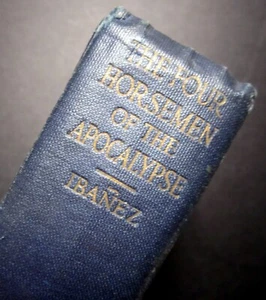 THE FOUR
HORSEMEN
OF THE
APOCALYPSE
IBAÑEZ